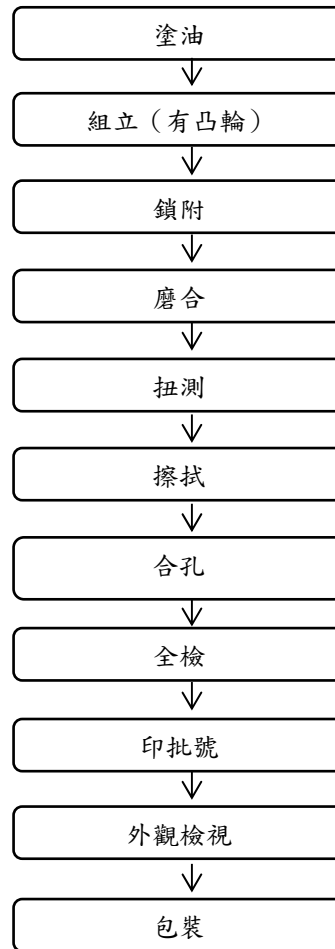 塗油
組立（有凸輪）
鎖附
磨合
扭測
擦拭
合孔
全檢
印批號
外觀檢視
包裝